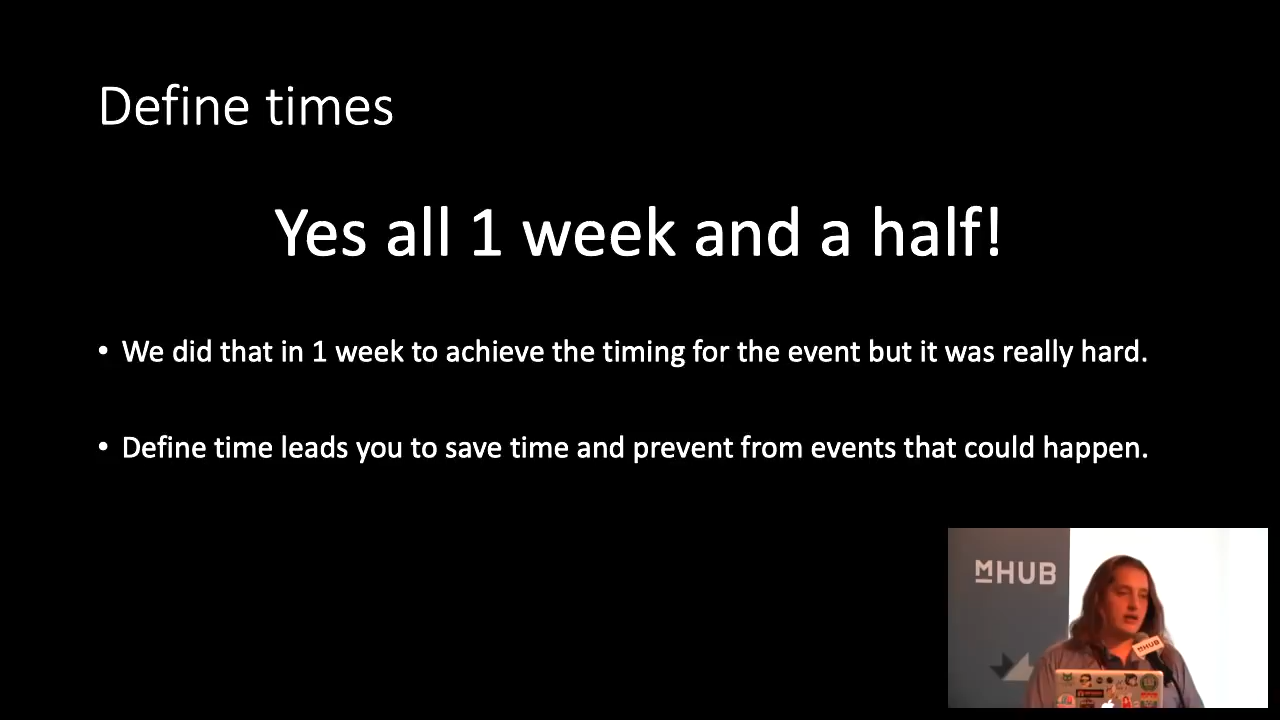 Define times
Yes all 1 week and a half!
• We did that in 1 week to achieve the timing for the event but it was really hard.
• Define time leads you to save time and prevent from events that could happen.
MHUB
MHUB